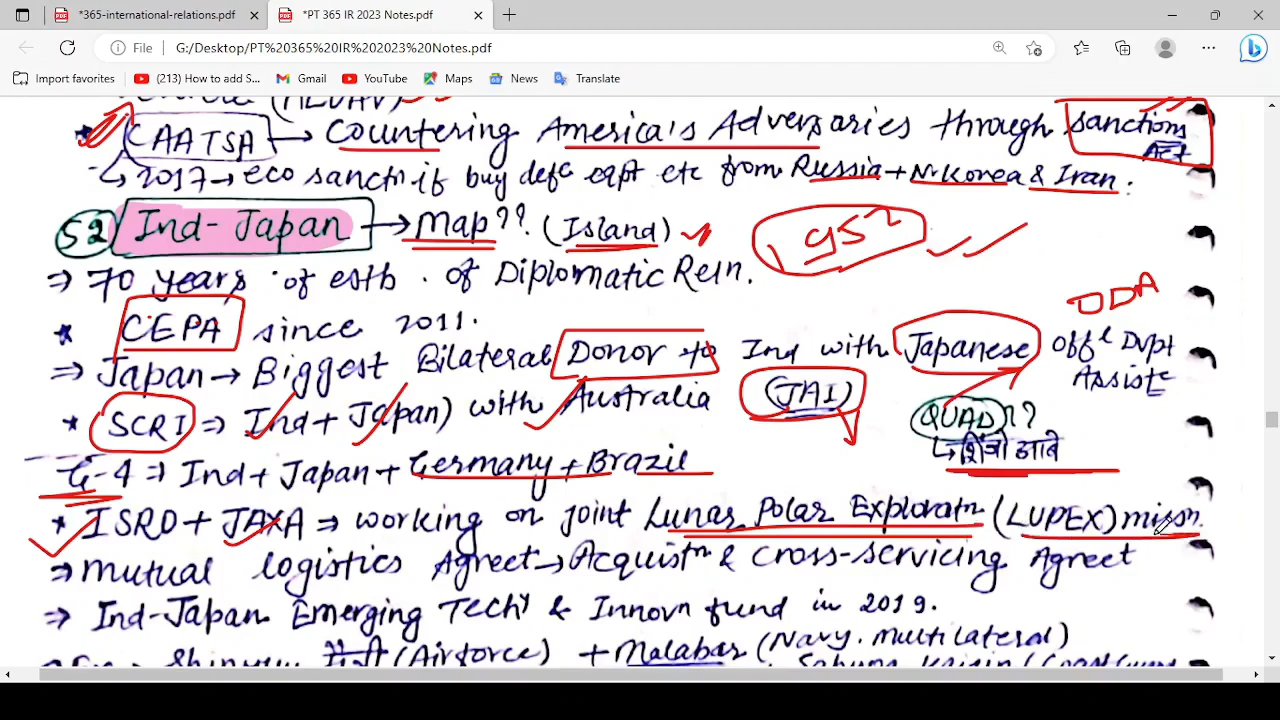 *365-international-relations.pdf
*PT 365 IR 2023 Notes.pdf
File G:/Desktop/PT%20365%20IR%202023%20Notes.pdf
Import favorites (213) How to add S... Gmail YouTube Maps News Translate
CAATSA → Countering America's Adversaries through Sanctions Act
↳ 2017 → eco sanctn if buy defc eqpt etc from Russia + N.Korea & Iran.
52 Ind-Japan → Map?? (Island) 1952
⇒ 70 years of estb. of Diplomatic Reln.
* CEPA since 2011.
ODA
⇒ Japan → Biggest Bilateral Donor to Ind with Japanese Offl Dvpt Assiste
* SCRI ⇒ Ind + Japan) with Australia (JAI) QUAD??
↳ शिंजो आबे
G-4 ⇒ Ind + Japan + Germany + Brazil
* ISRO + JAXA ⇒ working on joint Lunar Polar Exploratn (LUPEX) missn.
⇒ Mutual logistics Agreet → Acquistn & cross-servicing Agreet
⇒ Ind-Japan Emerging Techy & Innovn fund in 2019.
(Airforce) + Malabar (Navy. multilateral)